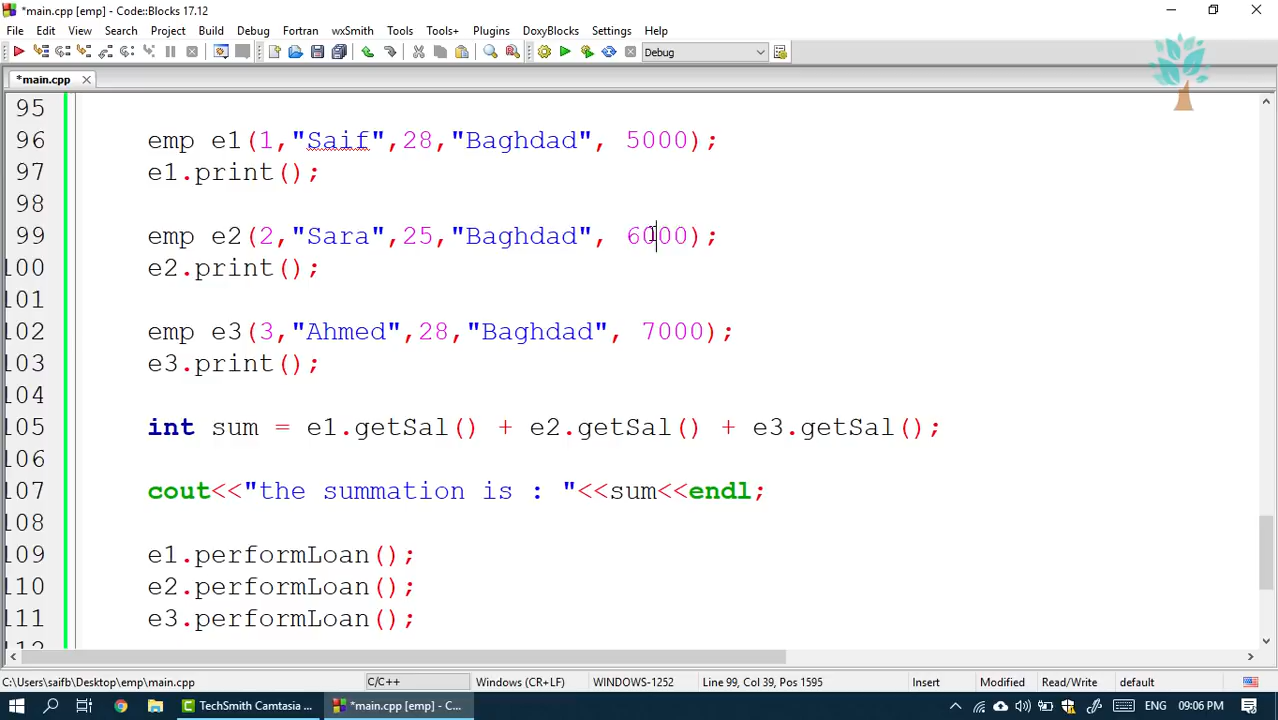 *main.cpp [emp] - Code::Blocks 17.12
File Edit View Search Project Build Debug Fortran wxSmith Tools Tools+ Plugins DoxyBlocks Settings Help
Debug
*main.cpp
95
96 emp e1(1,"Saif",28,"Baghdad", 5000);
97 e1.print();
98
99 emp e2(2,"Sara",25,"Baghdad", 6000);
100 e2.print();
101
102 emp e3(3,"Ahmed",28,"Baghdad", 7000);
103 e3.print();
104
105 int sum = e1.getSal() + e2.getSal() + e3.getSal();
106
107 cout<<"the summation is : "<<sum<<endl;
108
109 e1.performLoan();
110 e2.performLoan();
111 e3.performLoan();
112
C:\Users\saifb\Desktop\emp\main.cpp C/C++ Windows (CR+LF) WINDOWS-1252 Line 99, Col 39, Pos 1595 Insert Modified Read/Write default
TechSmith Camtasia ... *main.cpp [emp] - C... ENG 09:06 PM